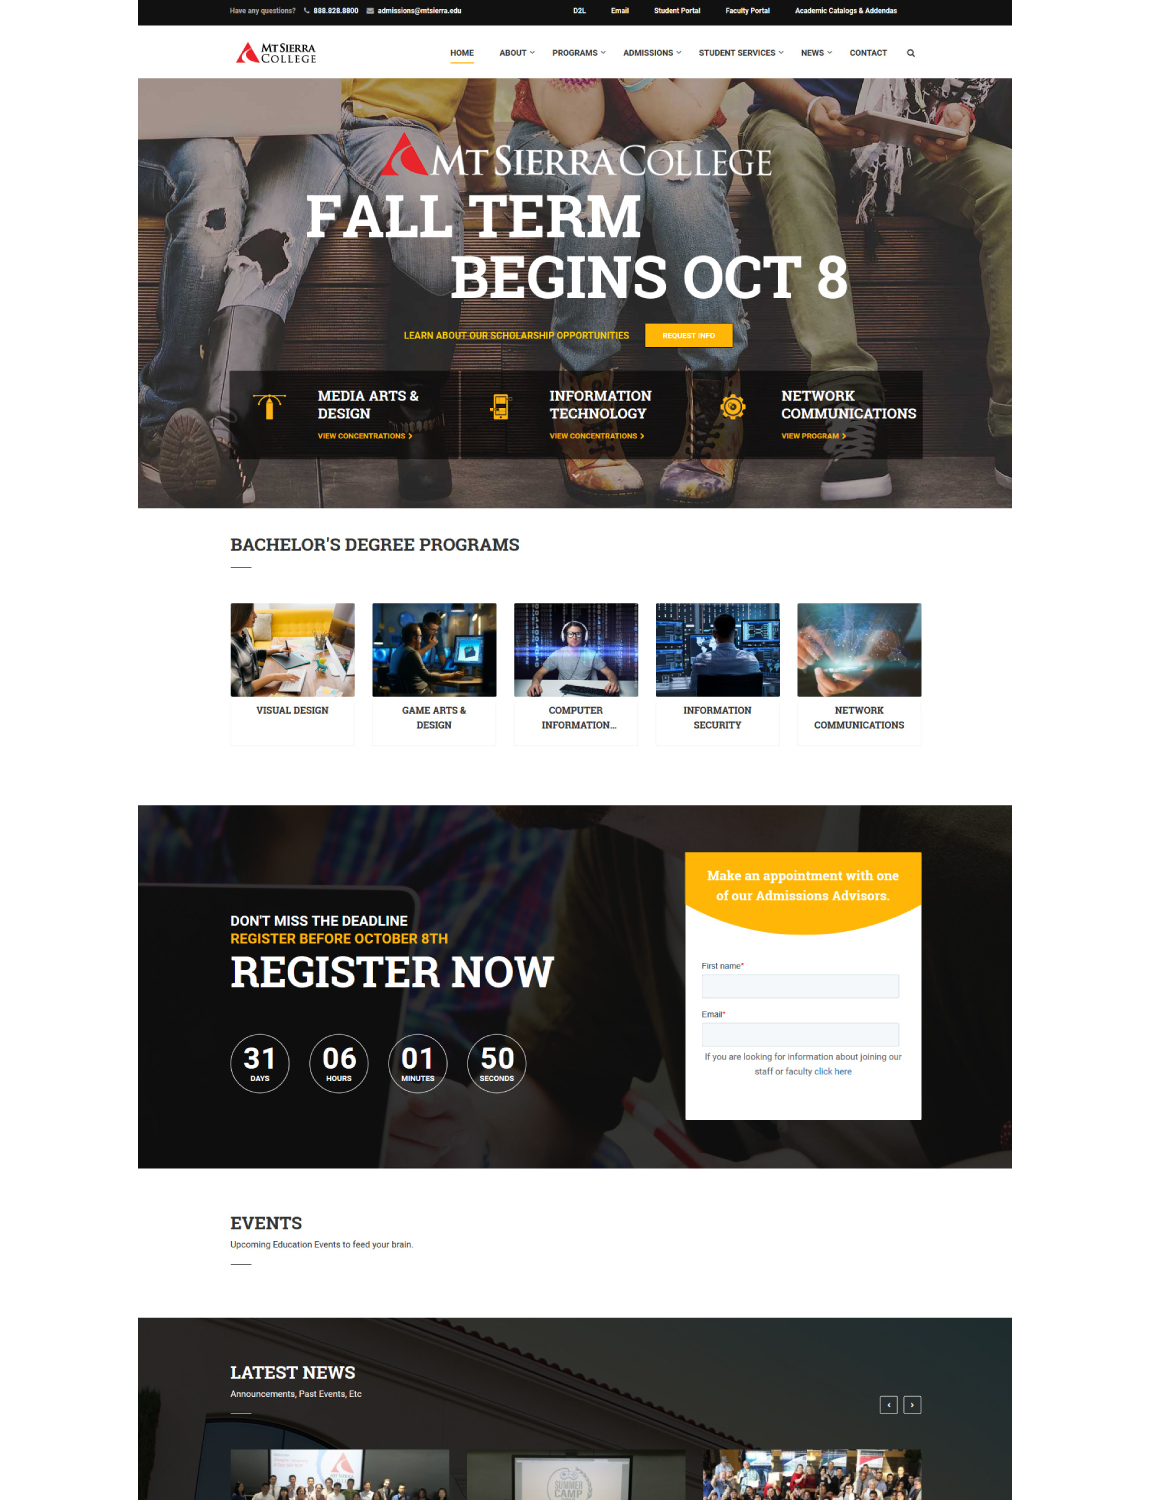 Have any questions? 888.828.8800 admissions@mtsierra.edu D2L Email Student Portal Faculty Portal Academic Catalogs & Addendas
MT SIERRA
COLLEGE
HOME ABOUT PROGRAMS ADMISSIONS STUDENT SERVICES NEWS CONTACT
MT SIERRA COLLEGE
FALL TERM
BEGINS OCT 8
LEARN ABOUT OUR SCHOLARSHIP OPPORTUNITIES REQUEST INFO
MEDIA ARTS &
DESIGN
VIEW CONCENTRATIONS
INFORMATION
TECHNOLOGY
VIEW CONCENTRATIONS
NETWORK
COMMUNICATIONS
VIEW PROGRAM
BACHELOR'S DEGREE PROGRAMS
VISUAL DESIGN
GAME ARTS &
DESIGN
COMPUTER
INFORMATION...
INFORMATION
SECURITY
NETWORK
COMMUNICATIONS
DON'T MISS THE DEADLINE
REGISTER BEFORE OCTOBER 8TH
REGISTER NOW
31
DAYS
06
HOURS
01
MINUTES
50
SECONDS
Make an appointment with one
of our Admissions Advisors.
First name*
Email*
If you are looking for information about joining our
staff or faculty click here
EVENTS
Upcoming Education Events to feed your brain.
LATEST NEWS
Announcements, Past Events, Etc
MT SIERRA
SUMMER
CAMP